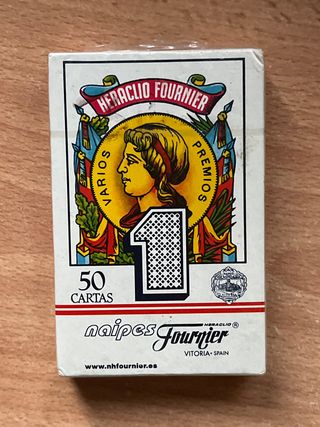 HERACLIO FOURNIER
VARIOS PREMIOS
1
50
CARTAS
naipes HERACLIO Fournier ®
VITORIA - SPAIN
www.nhfournier.es